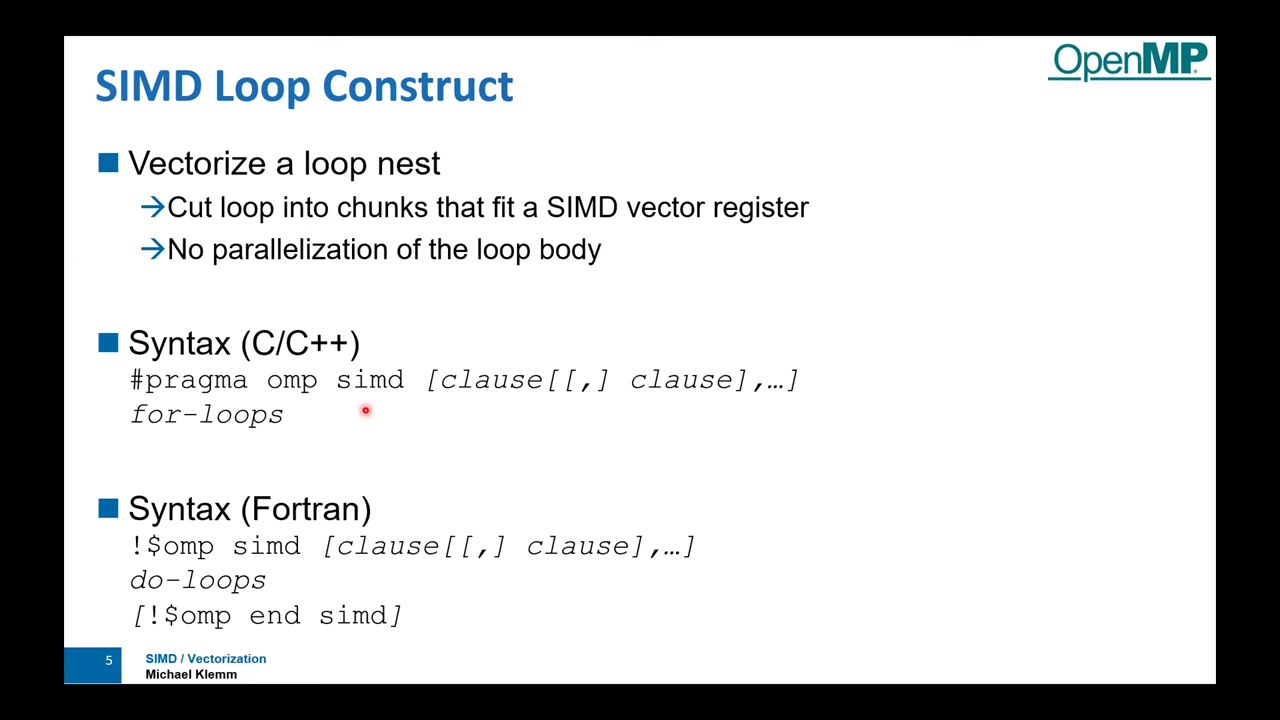 SIMD Loop Construct
OpenMP
Vectorize a loop nest
→Cut loop into chunks that fit a SIMD vector register
→No parallelization of the loop body
Syntax (C/C++)
#pragma omp simd [clause[[,] clause],…]
for-loops
Syntax (Fortran)
!$omp simd [clause[[,] clause],…]
do-loops
[!$omp end simd]
5
SIMD / Vectorization
Michael Klemm